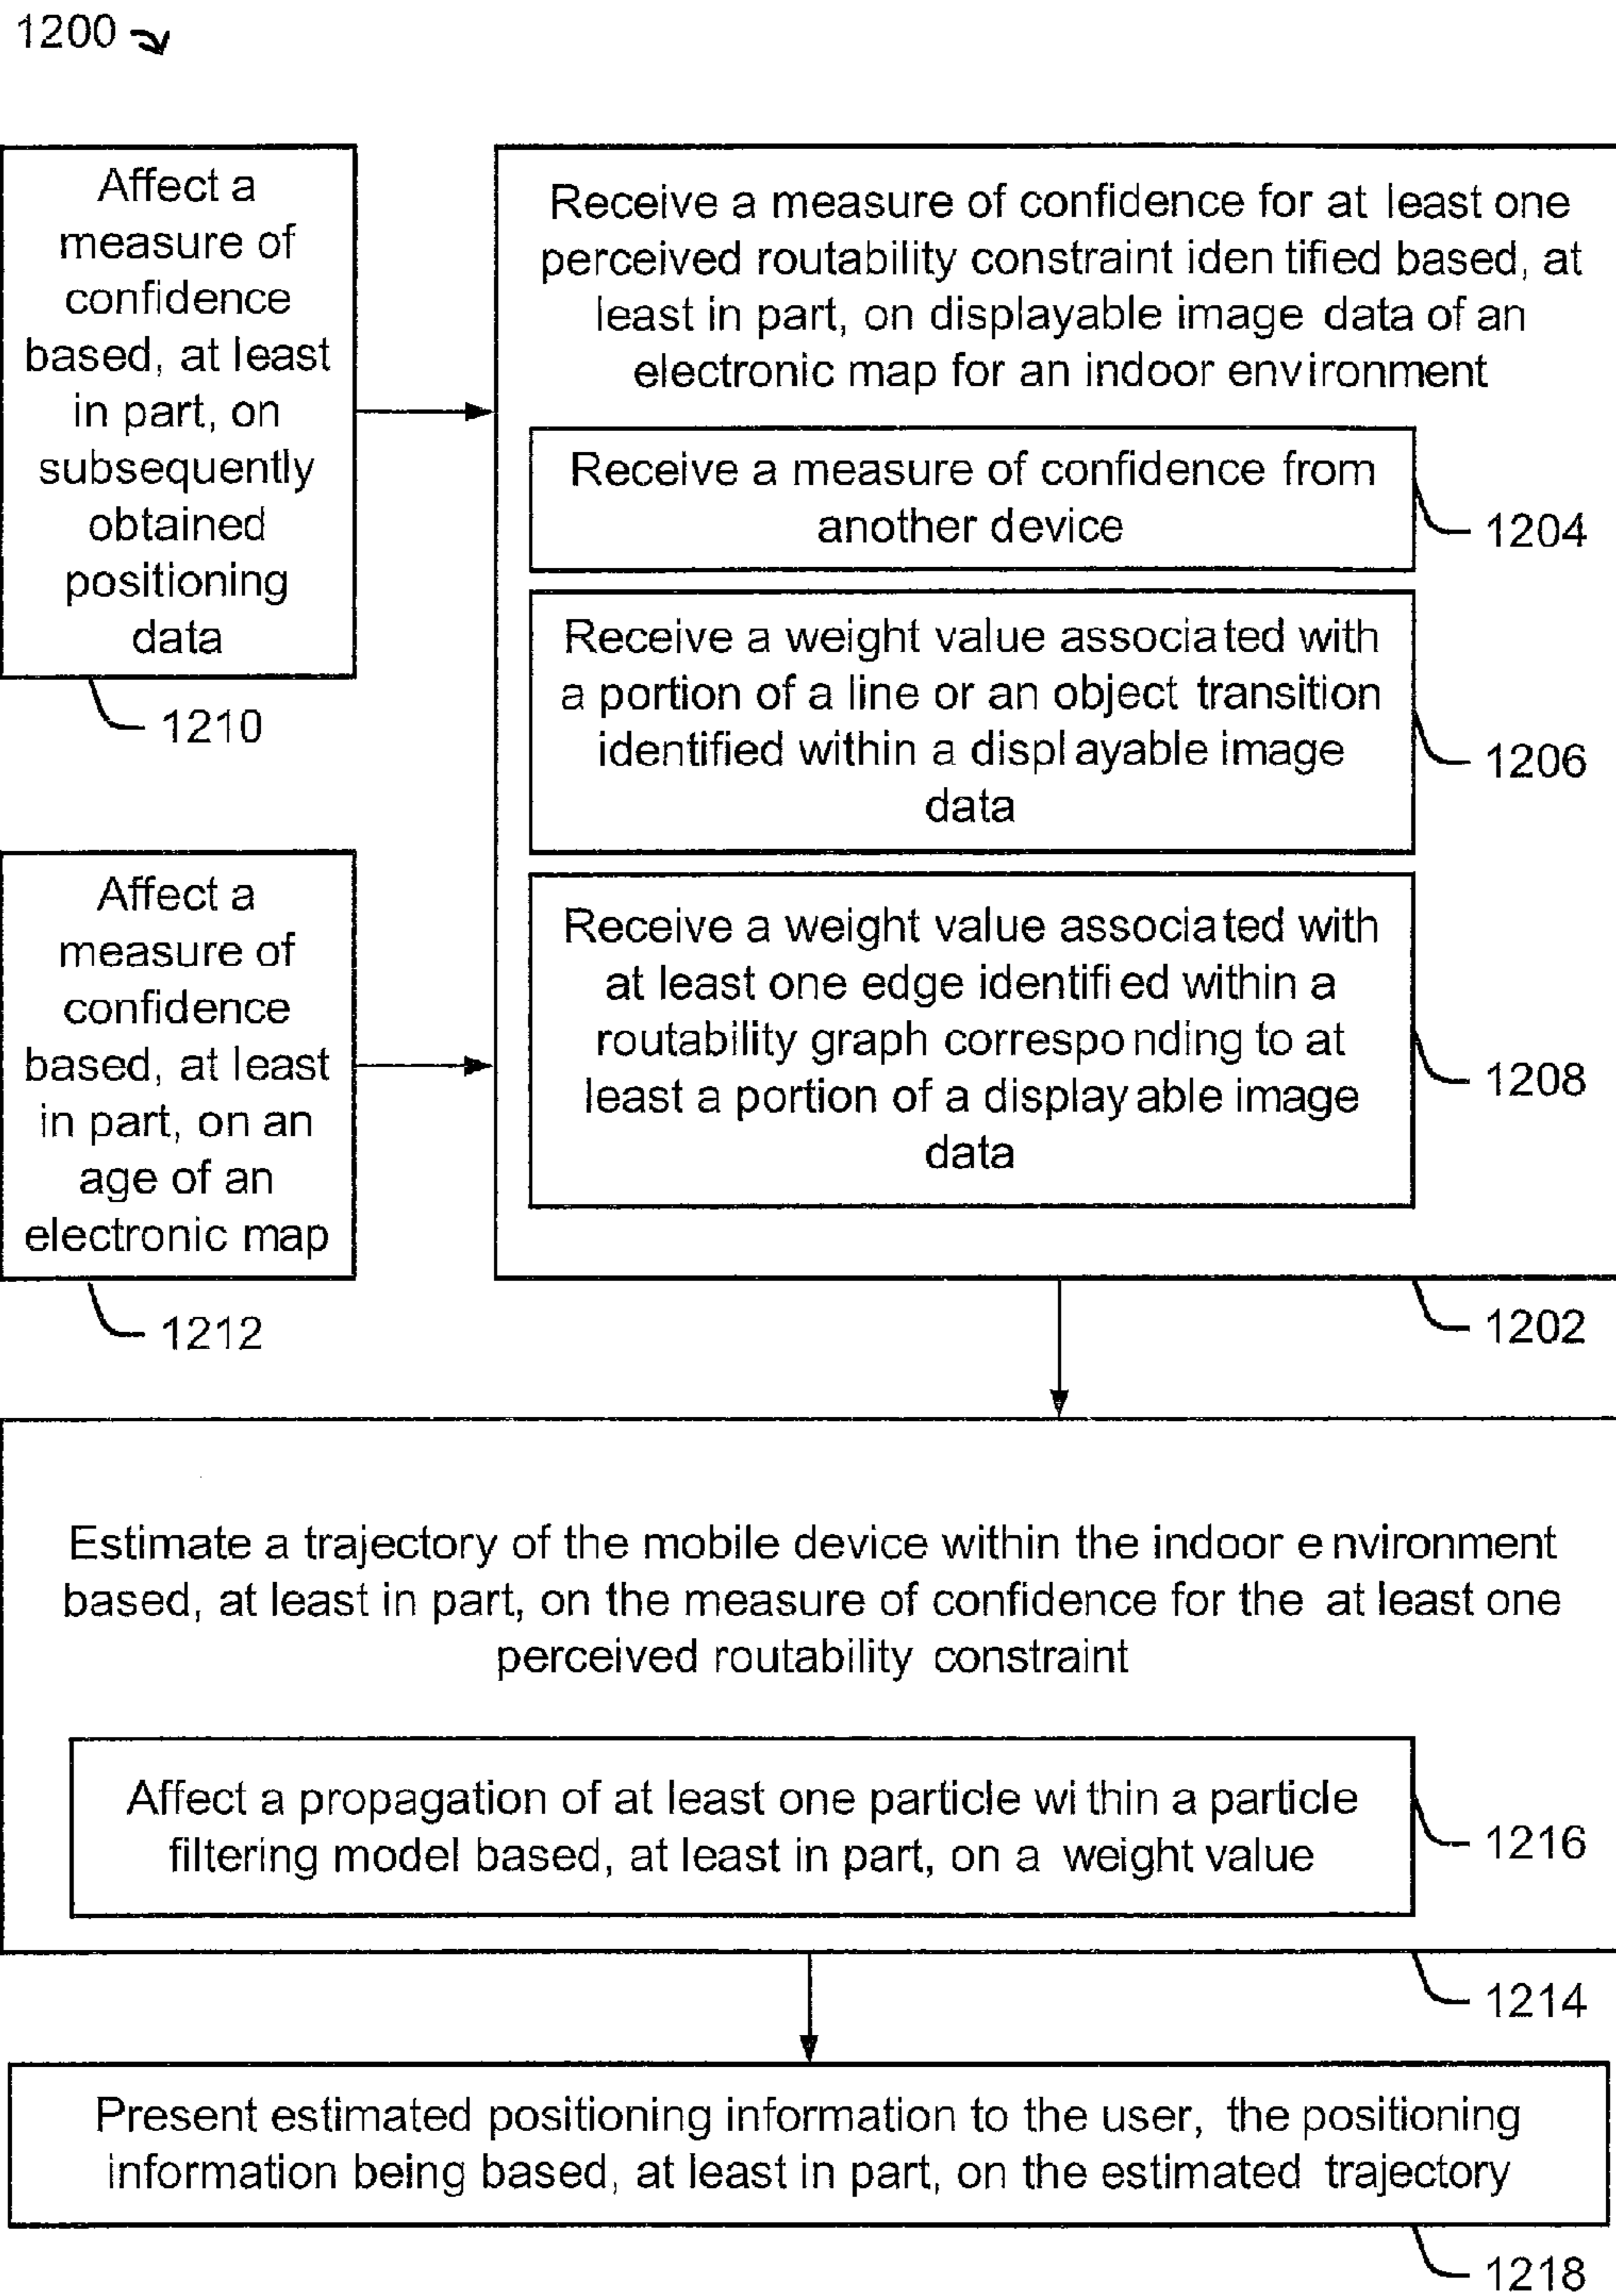 1200
Affect a
measure of
confidence
based, at least
in part, on
subsequently
obtained
positioning
data
1210
Affect a
measure of
confidence
based, at least
in part, on an
age of an
electronic map
1212
Receive a measure of confidence for at least one
perceived routability constraint identified based, at
least in part, on displayable image data of an
electronic map for an indoor environment
Receive a measure of confidence from
another device
1204
Receive a weight value associated with
a portion of a line or an object transition
identified within a displayable image
data
1206
Receive a weight value associated with
at least one edge identified within a
routability graph corresponding to at
least a portion of a displayable image
data
1208
1202
Estimate a trajectory of the mobile device within the indoor environment
based, at least in part, on the measure of confidence for the at least one
perceived routability constraint
Affect a propagation of at least one particle within a particle
filtering model based, at least in part, on a weight value
1216
1214
Present estimated positioning information to the user, the positioning
information being based, at least in part, on the estimated trajectory
1218